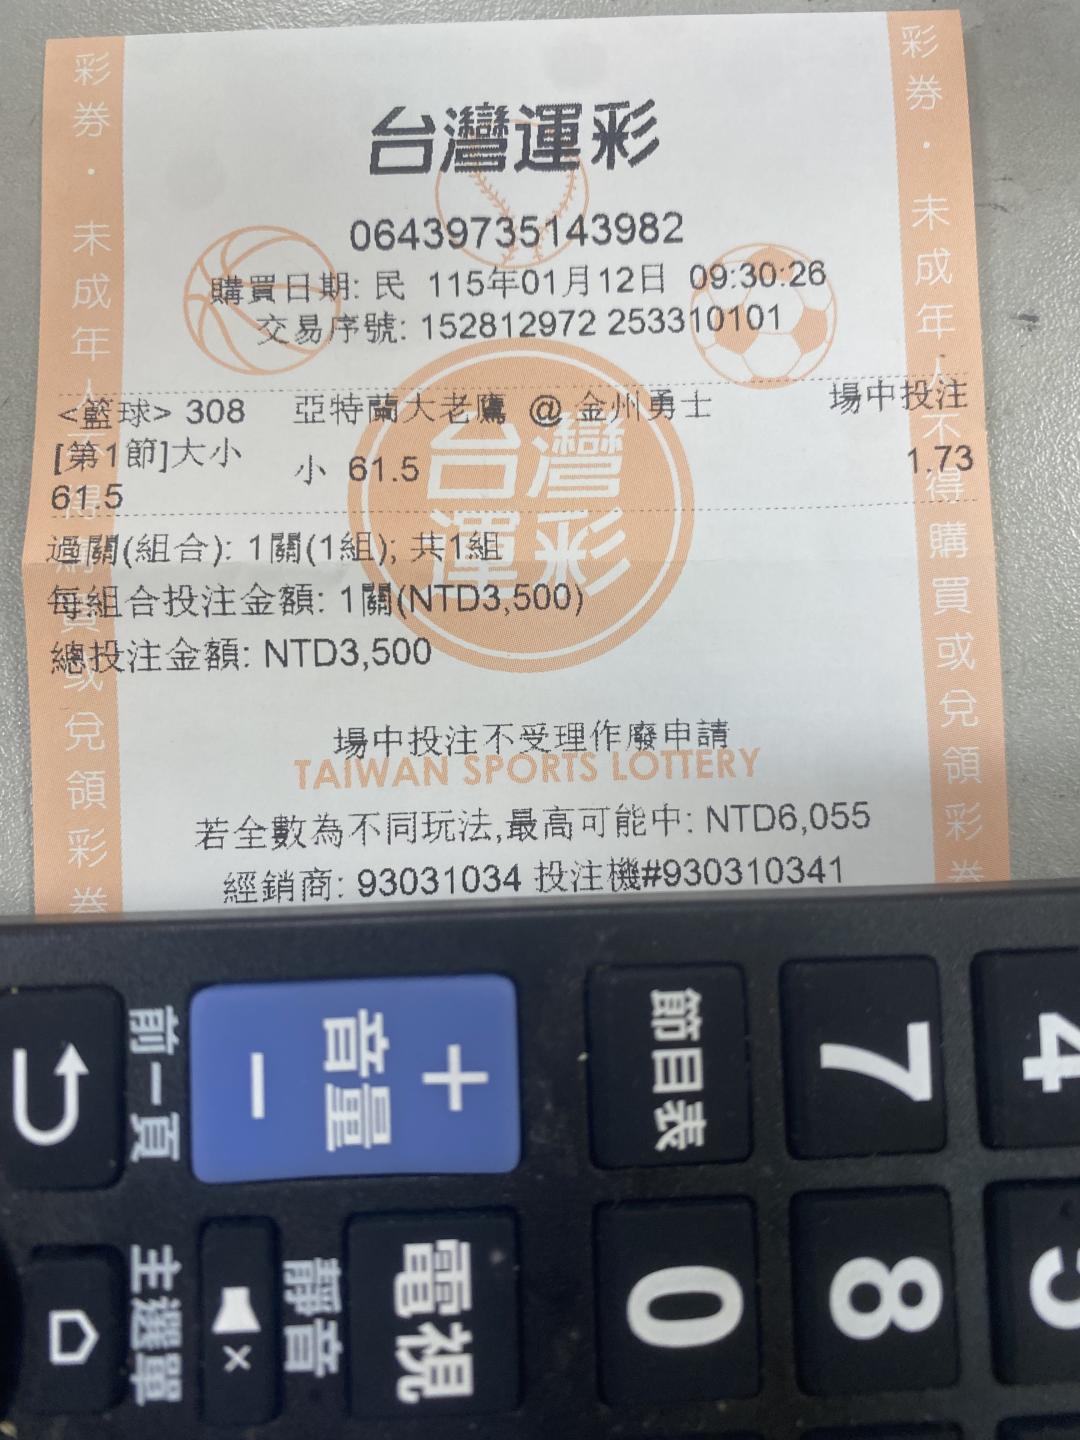 台灣運彩
06439735143982
購買日期: 民 115年01月12日 09:30:26
交易序號: 152812972 253310101
<籃球> 308 亞特蘭大老鷹 @ 金州勇士 場中投注
[第1節]大小 小 61.5 1.73
61.5
過關(組合): 1關(1組); 共1組
每組合投注金額: 1關(NTD3,500)
總投注金額: NTD3,500
場中投注不受理作廢申請
TAIWAN SPORTS LOTTERY
若全數為不同玩法,最高可能中: NTD6,055
經銷商: 93031034 投注機#930310341
台灣運彩
彩券．未成年人不得購買或兌領彩券
彩券．未成年人不得購買或兌領彩券
前一頁
音量
+
－
節目表
7
4
主選單
靜音
電視
0
8
5